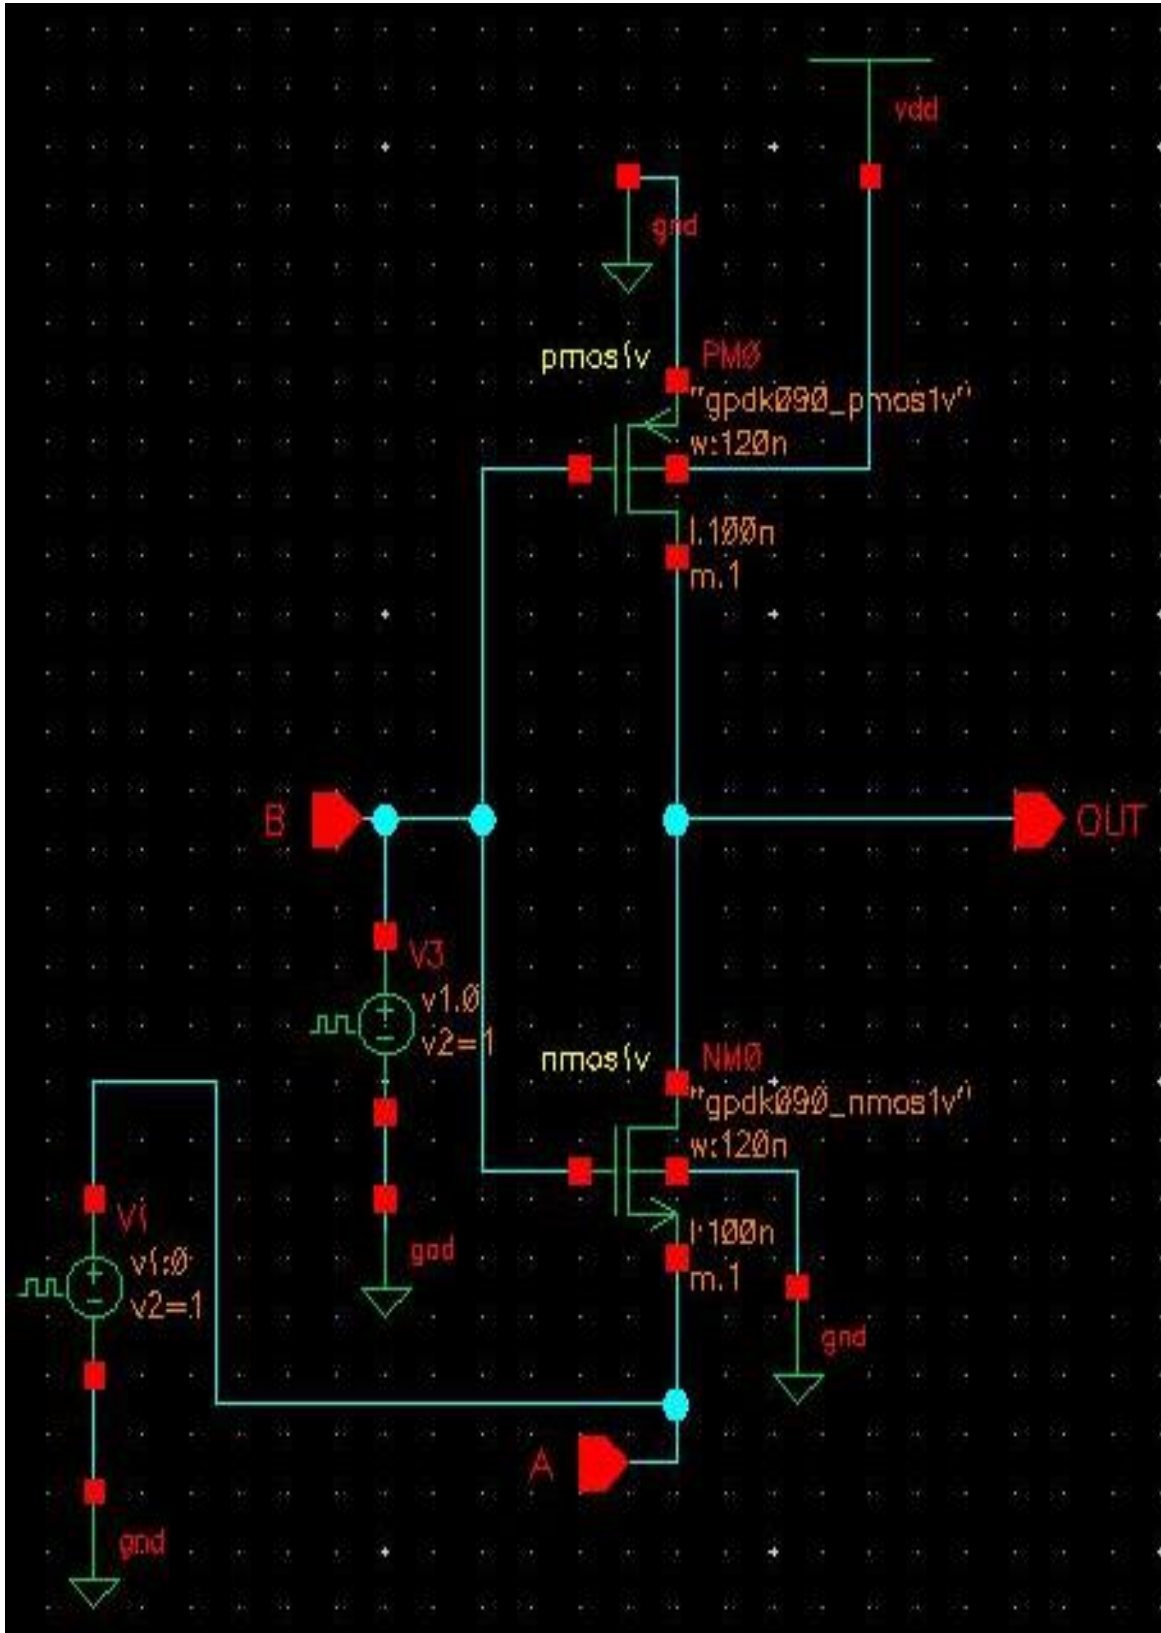 vdd
gnd
pmos1v
PM0
"gpdk090_pmos1v"
w:120n
l:100n
m:1
B
OUT
V3
v1:0
v2=1
nmos1v
NM0
"gpdk090_nmos1v"
w:120n
l:100n
m:1
V1
v1:0
v2=1
gnd
gnd
A
gnd